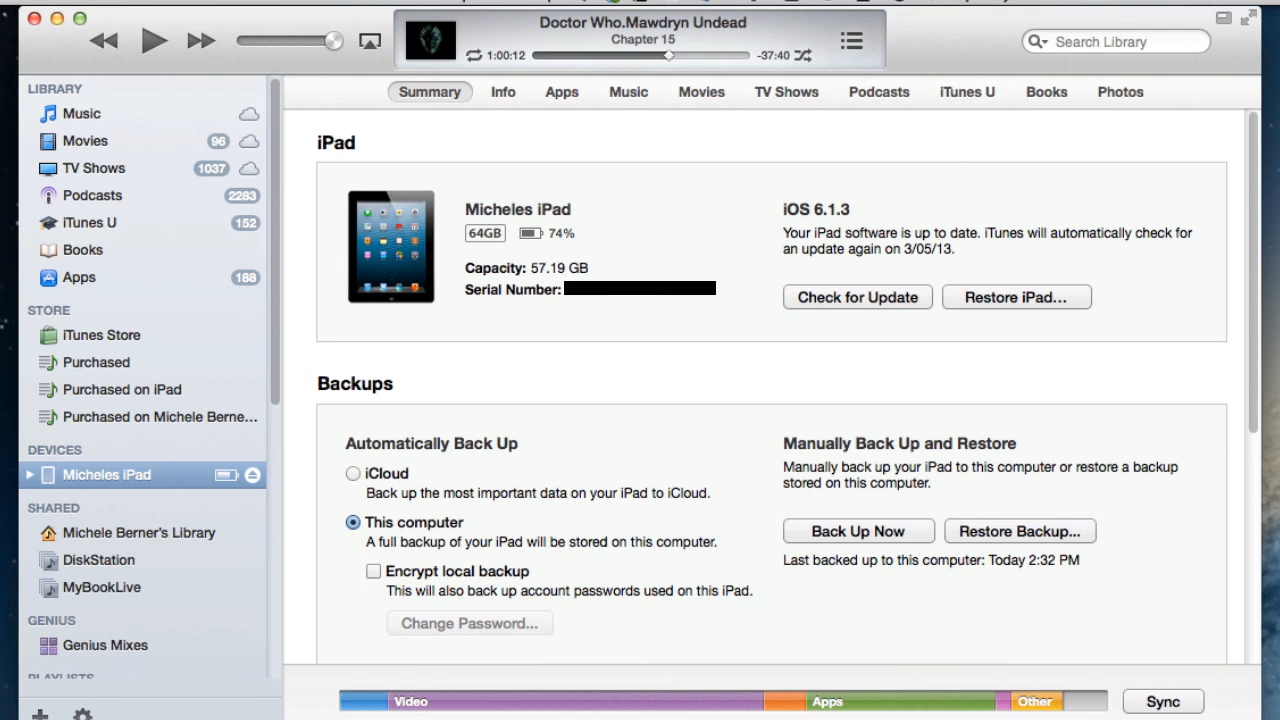 Doctor Who.Mawdryn Undead
Chapter 15
1:00:12
-37:40
Search Library
LIBRARY
Music
Movies 96
TV Shows 1037
Podcasts 2283
iTunes U 152
Books
Apps 188
STORE
iTunes Store
Purchased
Purchased on iPad
Purchased on Michele Berne...
DEVICES
Micheles iPad
SHARED
Michele Berner's Library
DiskStation
MyBookLive
GENIUS
Genius Mixes
PLAYLISTS
Summary Info Apps Music Movies TV Shows Podcasts iTunes U Books Photos
iPad
Micheles iPad
64GB 74%
Capacity: 57.19 GB
Serial Number:
iOS 6.1.3
Your iPad software is up to date. iTunes will automatically check for
an update again on 3/05/13.
Check for Update Restore iPad...
Backups
Automatically Back Up
iCloud
Back up the most important data on your iPad to iCloud.
This computer
A full backup of your iPad will be stored on this computer.
Encrypt local backup
This will also back up account passwords used on this iPad.
Change Password...
Manually Back Up and Restore
Manually back up your iPad to this computer or restore a backup
stored on this computer.
Back Up Now Restore Backup...
Last backed up to this computer: Today 2:32 PM
Video Apps Other Sync